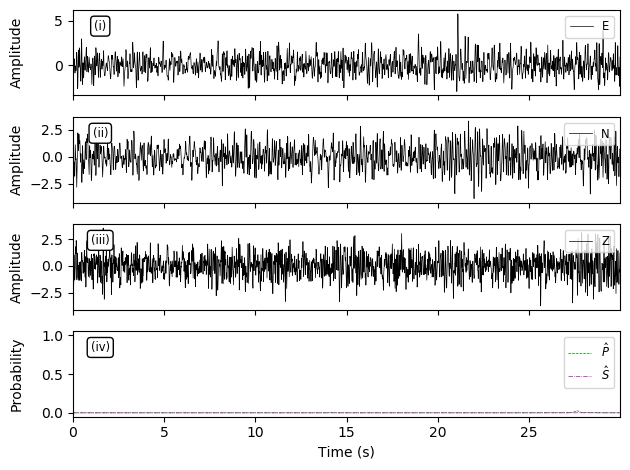 (i)
E
5
0
Amplitude
(ii)
N
2.5
0.0
−2.5
Amplitude
(iii)
Z
2.5
0.0
−2.5
Amplitude
(iv)
P̂
Ŝ
1.0
0.5
0.0
Probability
0 5 10 15 20 25
Time (s)